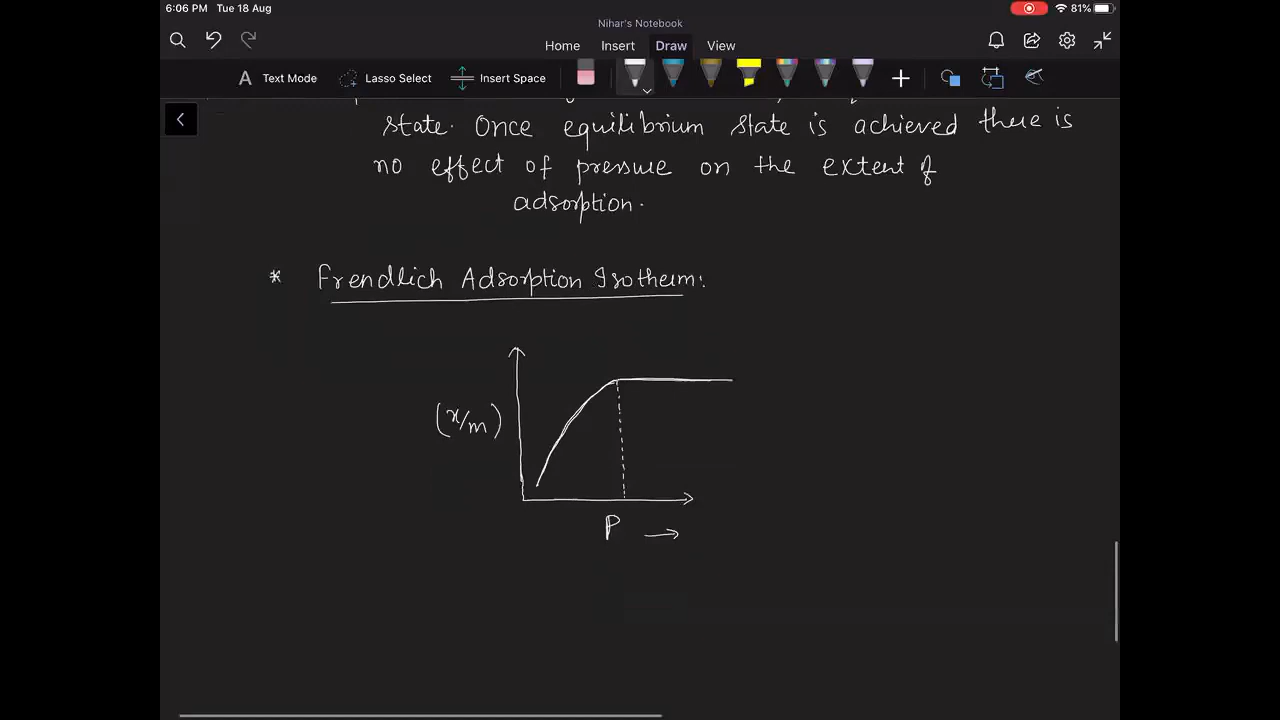 6:06 PM Tue 18 Aug
81%
Nihar's Notebook
Home Insert Draw View
A Text Mode Lasso Select Insert Space
state. Once equilibrium state is achieved there is
no effect of pressure on the extent of
adsorption.
* Frendlich Adsorption Isotherm:
(x/m)
P →